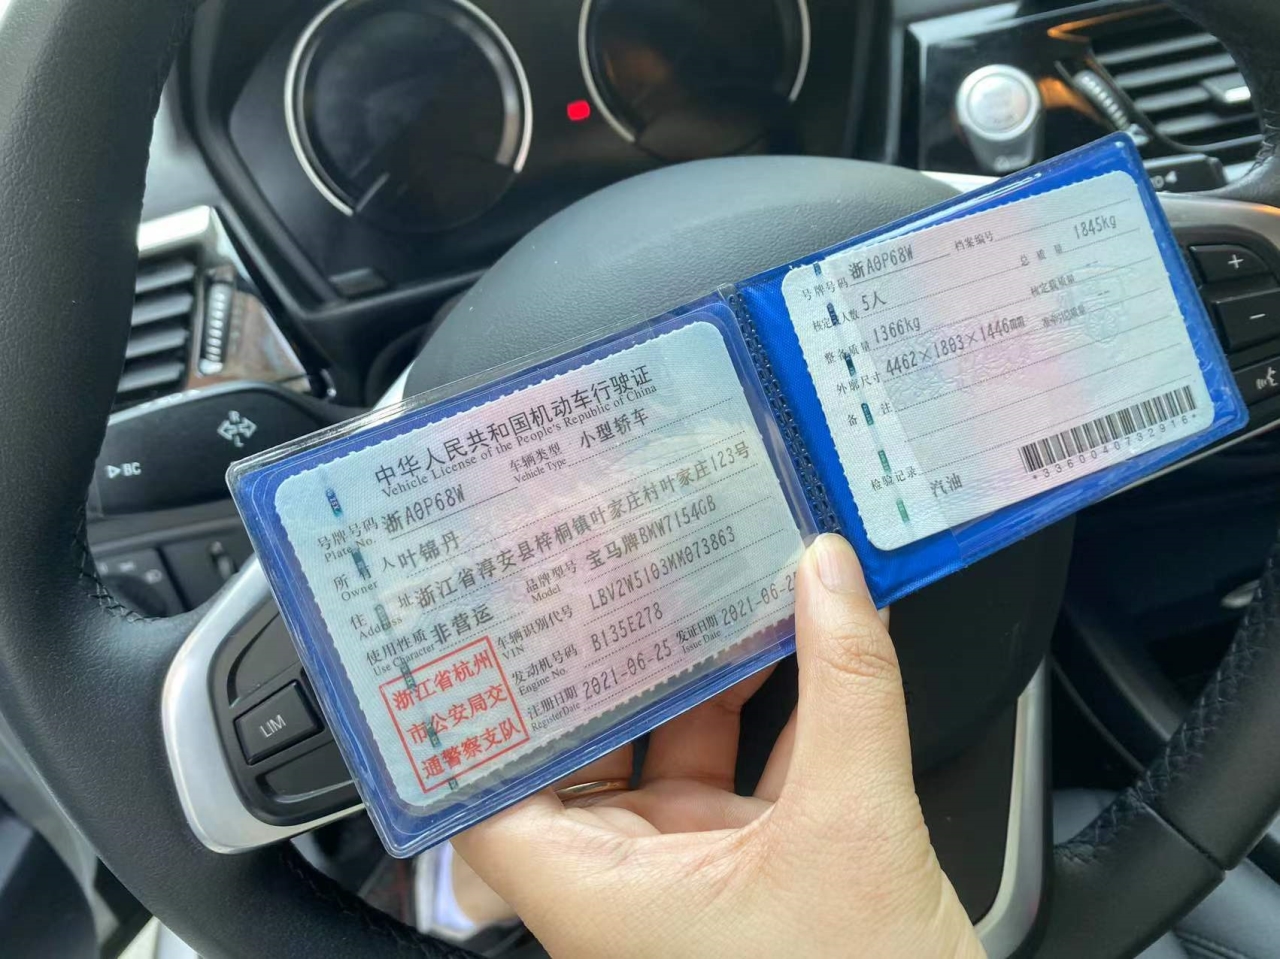 中华人民共和国机动车行驶证
Vehicle License of the People's Republic of China
号牌号码 浙A0P68W 车辆类型 小型轿车
Plate No. Vehicle Type
所有人 叶锦丹
Owner
住址 浙江省淳安县梓桐镇叶家庄村叶家庄123号
Address
使用性质 非营运 品牌型号 宝马牌BMW7154GB
Use Character Model
车辆识别代号 LBV2W5103MM073863
VIN
发动机号码 B135E278
Engine No.
注册日期 2021-06-25 发证日期 2021-06-2
Register Date Issue Date
浙江省杭州
市公安局交
通警察支队
号牌号码 浙A0P68W 档案编号
核定载人数 5人 总质量 1845kg
整备质量 1366kg 核定载质量
外廓尺寸 4462×1803×1446
备注
检验记录 汽油
*3360040732916*
BC
LIM
+
−